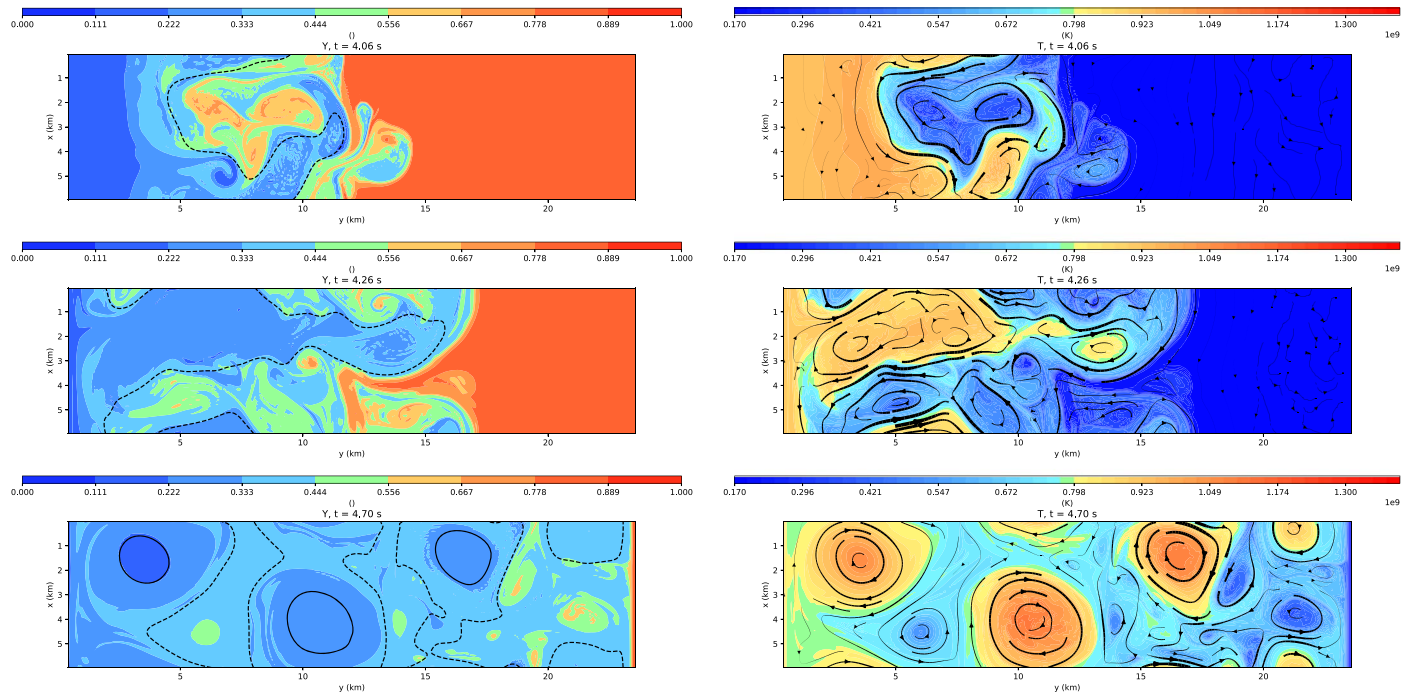 0.000 0.111 0.222 0.333 0.444 0.556 0.667 0.778 0.889 1.000
()
Y, t = 4.06 s
x (km)
1
2
3
4
5
5 10 15 20
y (km)
0.170 0.296 0.421 0.547 0.672 0.798 0.923 1.049 1.174 1.300
(K)
1e9
T, t = 4.06 s
x (km)
1
2
3
4
5
5 10 15 20
y (km)
0.000 0.111 0.222 0.333 0.444 0.556 0.667 0.778 0.889 1.000
()
Y, t = 4.26 s
x (km)
1
2
3
4
5
5 10 15 20
y (km)
0.170 0.296 0.421 0.547 0.672 0.798 0.923 1.049 1.174 1.300
(K)
1e9
T, t = 4.26 s
x (km)
1
2
3
4
5
5 10 15 20
y (km)
0.000 0.111 0.222 0.333 0.444 0.556 0.667 0.778 0.889 1.000
()
Y, t = 4.70 s
x (km)
1
2
3
4
5
5 10 15 20
y (km)
0.170 0.296 0.421 0.547 0.672 0.798 0.923 1.049 1.174 1.300
(K)
1e9
T, t = 4.70 s
x (km)
1
2
3
4
5
5 10 15 20
y (km)